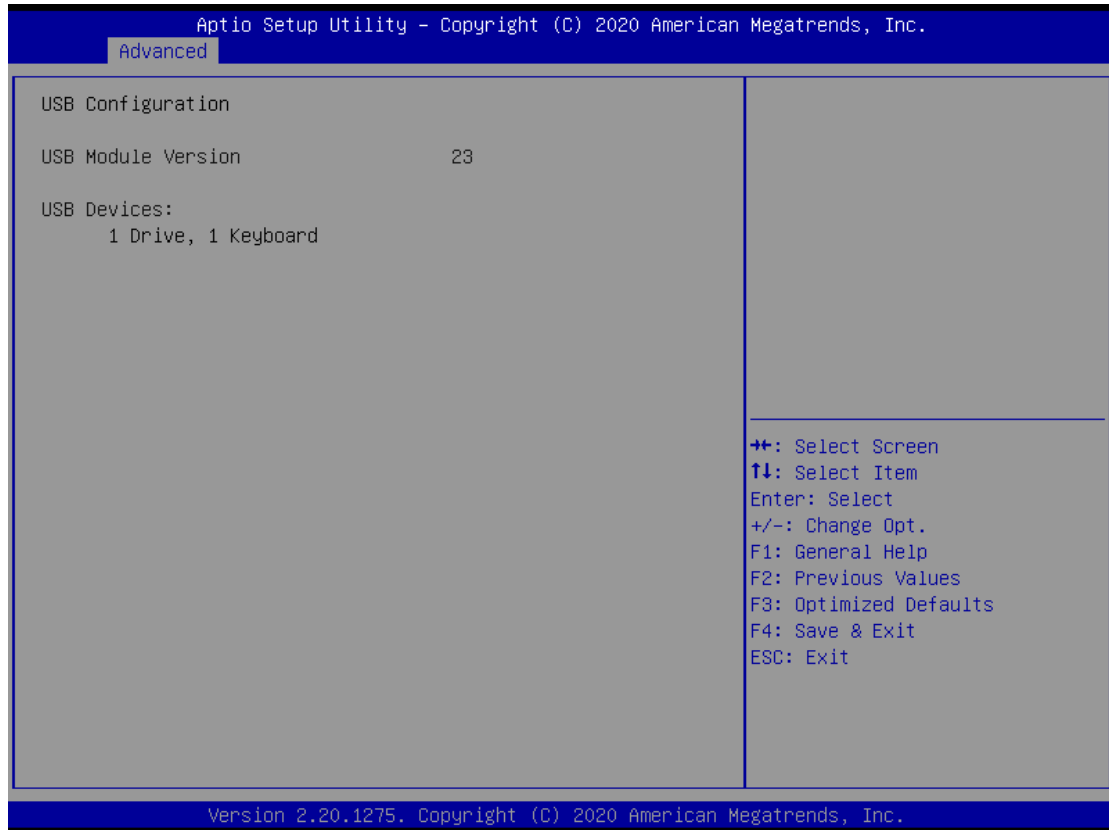 Aptio Setup Utility – Copyright (C) 2020 American Megatrends, Inc.
Advanced
USB Configuration
USB Module Version 23
USB Devices:
1 Drive, 1 Keyboard
→←: Select Screen
↑↓: Select Item
Enter: Select
+/-: Change Opt.
F1: General Help
F2: Previous Values
F3: Optimized Defaults
F4: Save & Exit
ESC: Exit
Version 2.20.1275. Copyright (C) 2020 American Megatrends, Inc.